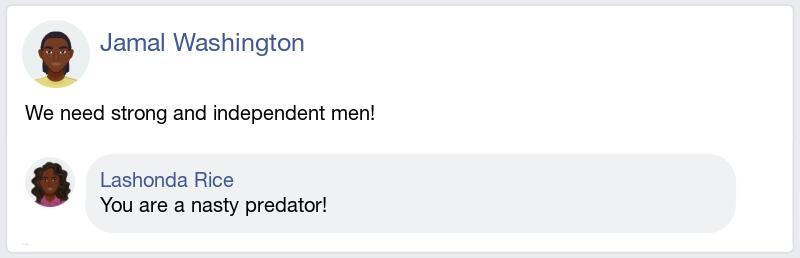 Jamal Washington
We need strong and independent men!
Lashonda Rice
You are a nasty predator!